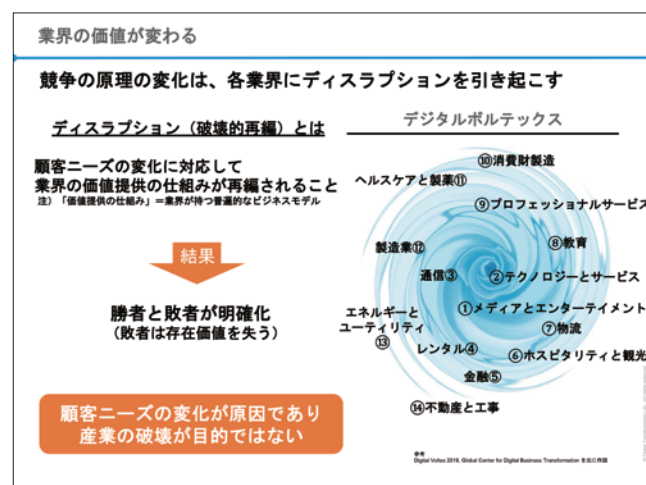 業界の価値が変わる
競争の原理の変化は、各業界にディスラプションを引き起こす
ディスラプション（破壊的再編）とは
顧客ニーズの変化に対応して
業界の価値提供の仕組みが再編されること
注）「価値提供の仕組み」＝業界が持つ普遍的なビジネスモデル
結果
勝者と敗者が明確化
（敗者は存在価値を失う）
顧客ニーズの変化が原因であり
産業の破壊が目的ではない
デジタルボルテックス
⑩消費財製造
ヘルスケアと製薬⑪
⑨プロフェッショナルサービス
⑧教育
製造業⑫
通信③
②テクノロジーとサービス
①メディアとエンターテイメント
エネルギーと
ユーティリティ
⑬
⑦物流
レンタル④
⑥ホスピタリティと観光
金融⑤
⑭不動産と工事
参考
Digital Voltex 2019, Global Center for Digital Business Transformation を元に作図